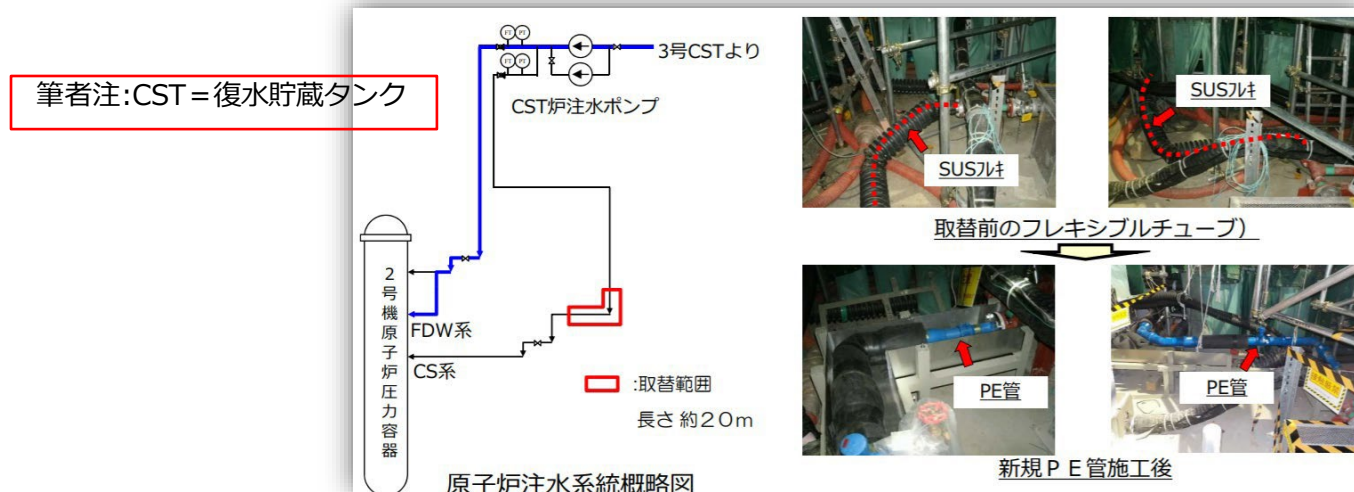 筆者注:CST＝復水貯蔵タンク
FT PT
FT PT
3号CSTより
CST炉注水ポンプ
2号機原子炉圧力容器
FDW系
CS系
:取替範囲
長さ 約２０ｍ
原子炉注水系統概略図
SUSﾌﾚｷ
SUSﾌﾚｷ
取替前のフレキシブルチューブ）
PE管
PE管
新規ＰＥ管施工後